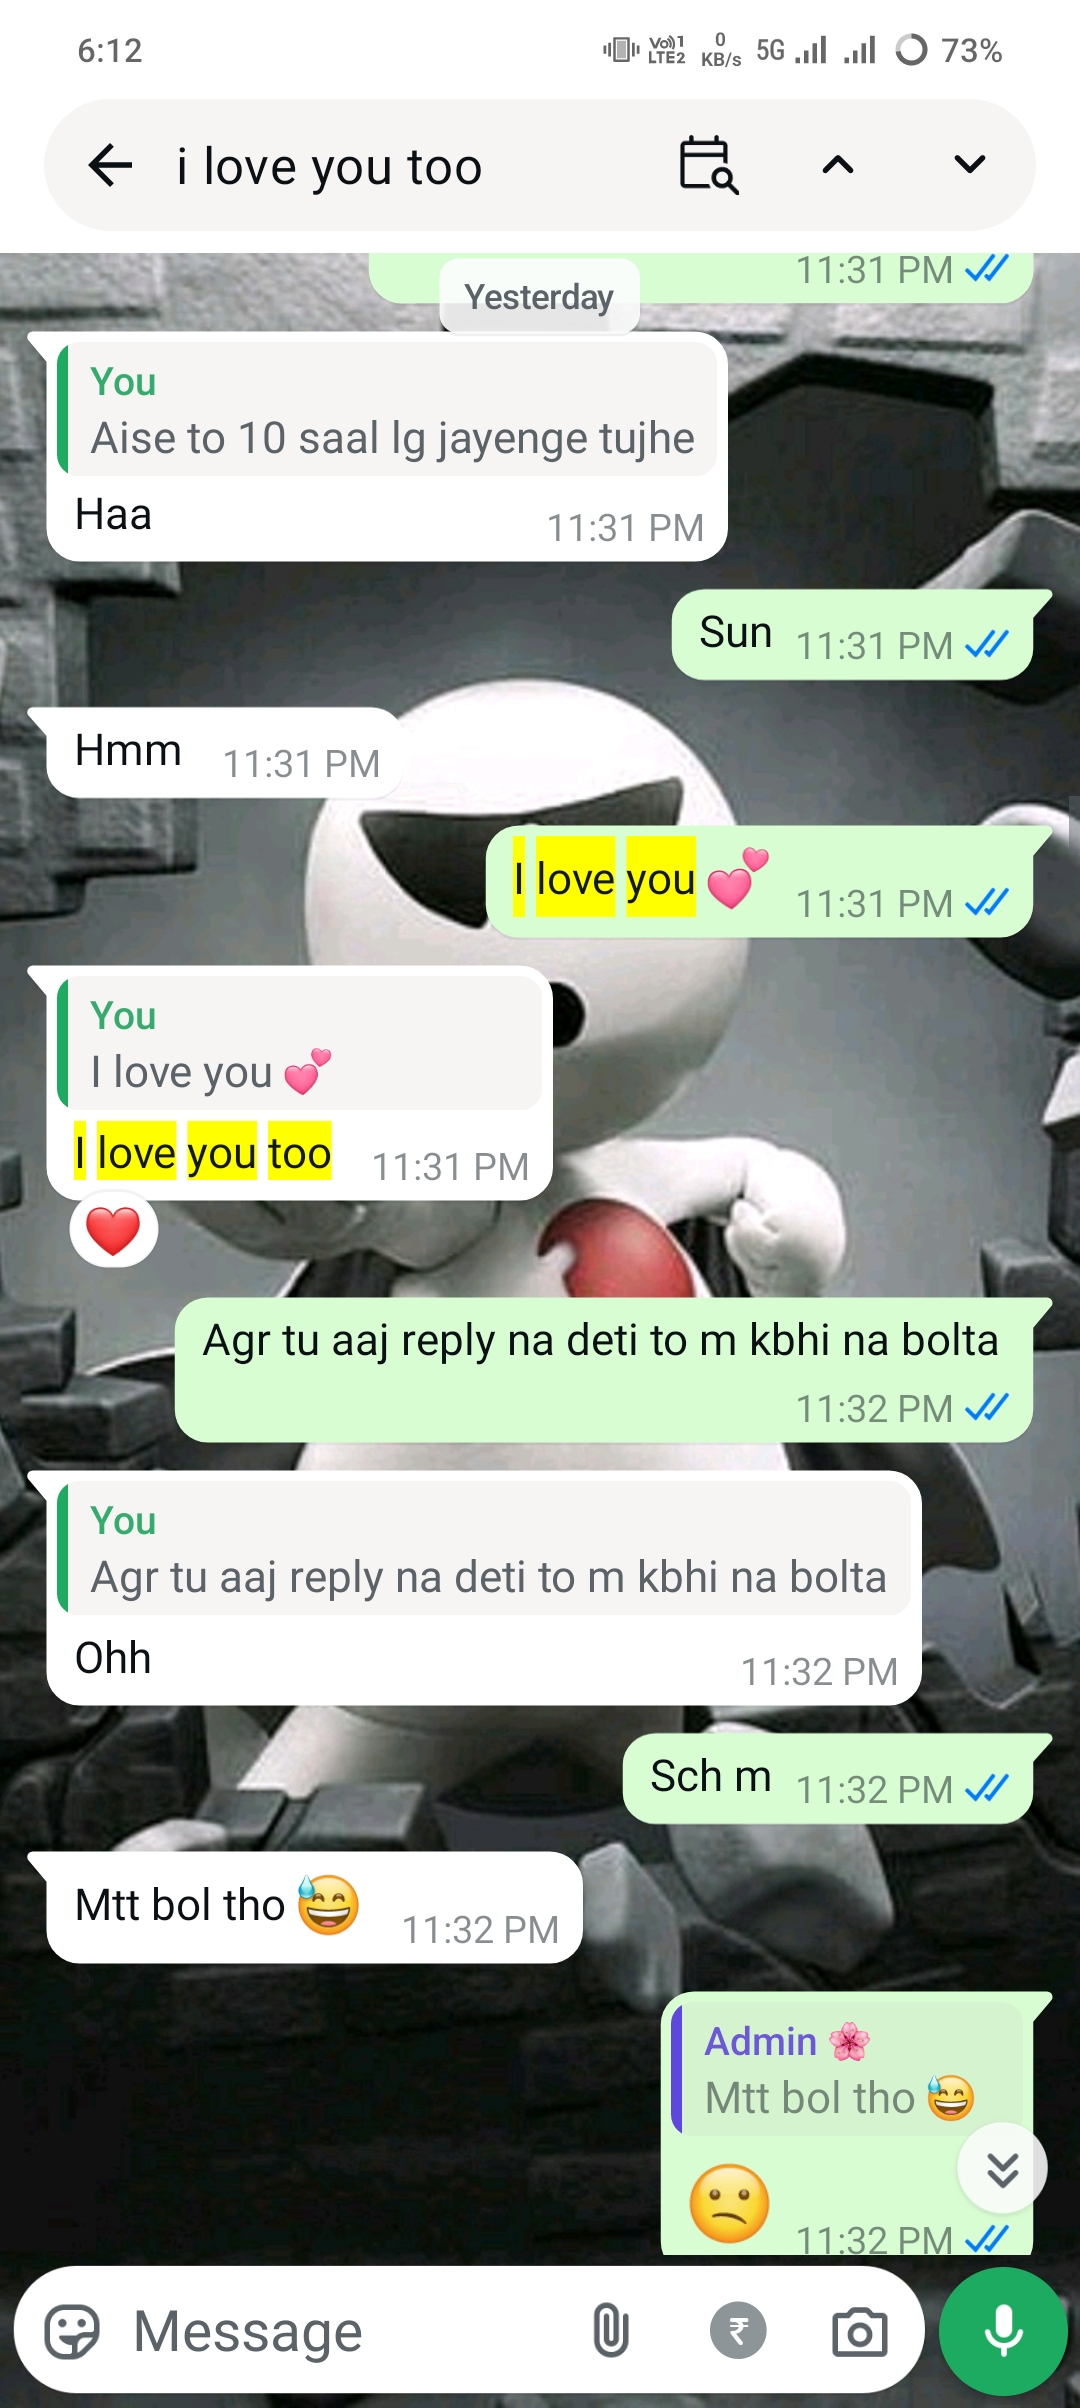 6:12
Vo))1
LTE2
0
KB/s
5G
73%
i love you too
11:31 PM
Yesterday
You
Aise to 10 saal lg jayenge tujhe
Haa
11:31 PM
Sun 11:31 PM
Hmm 11:31 PM
I love you 💕 11:31 PM
You
I love you 💕
I love you too 11:31 PM
❤️
Agr tu aaj reply na deti to m kbhi na bolta
11:32 PM
You
Agr tu aaj reply na deti to m kbhi na bolta
Ohh
11:32 PM
Sch m 11:32 PM
Mtt bol tho 😅 11:32 PM
Admin 🌸
Mtt bol tho 😅
😕 11:32 PM
Message
₹